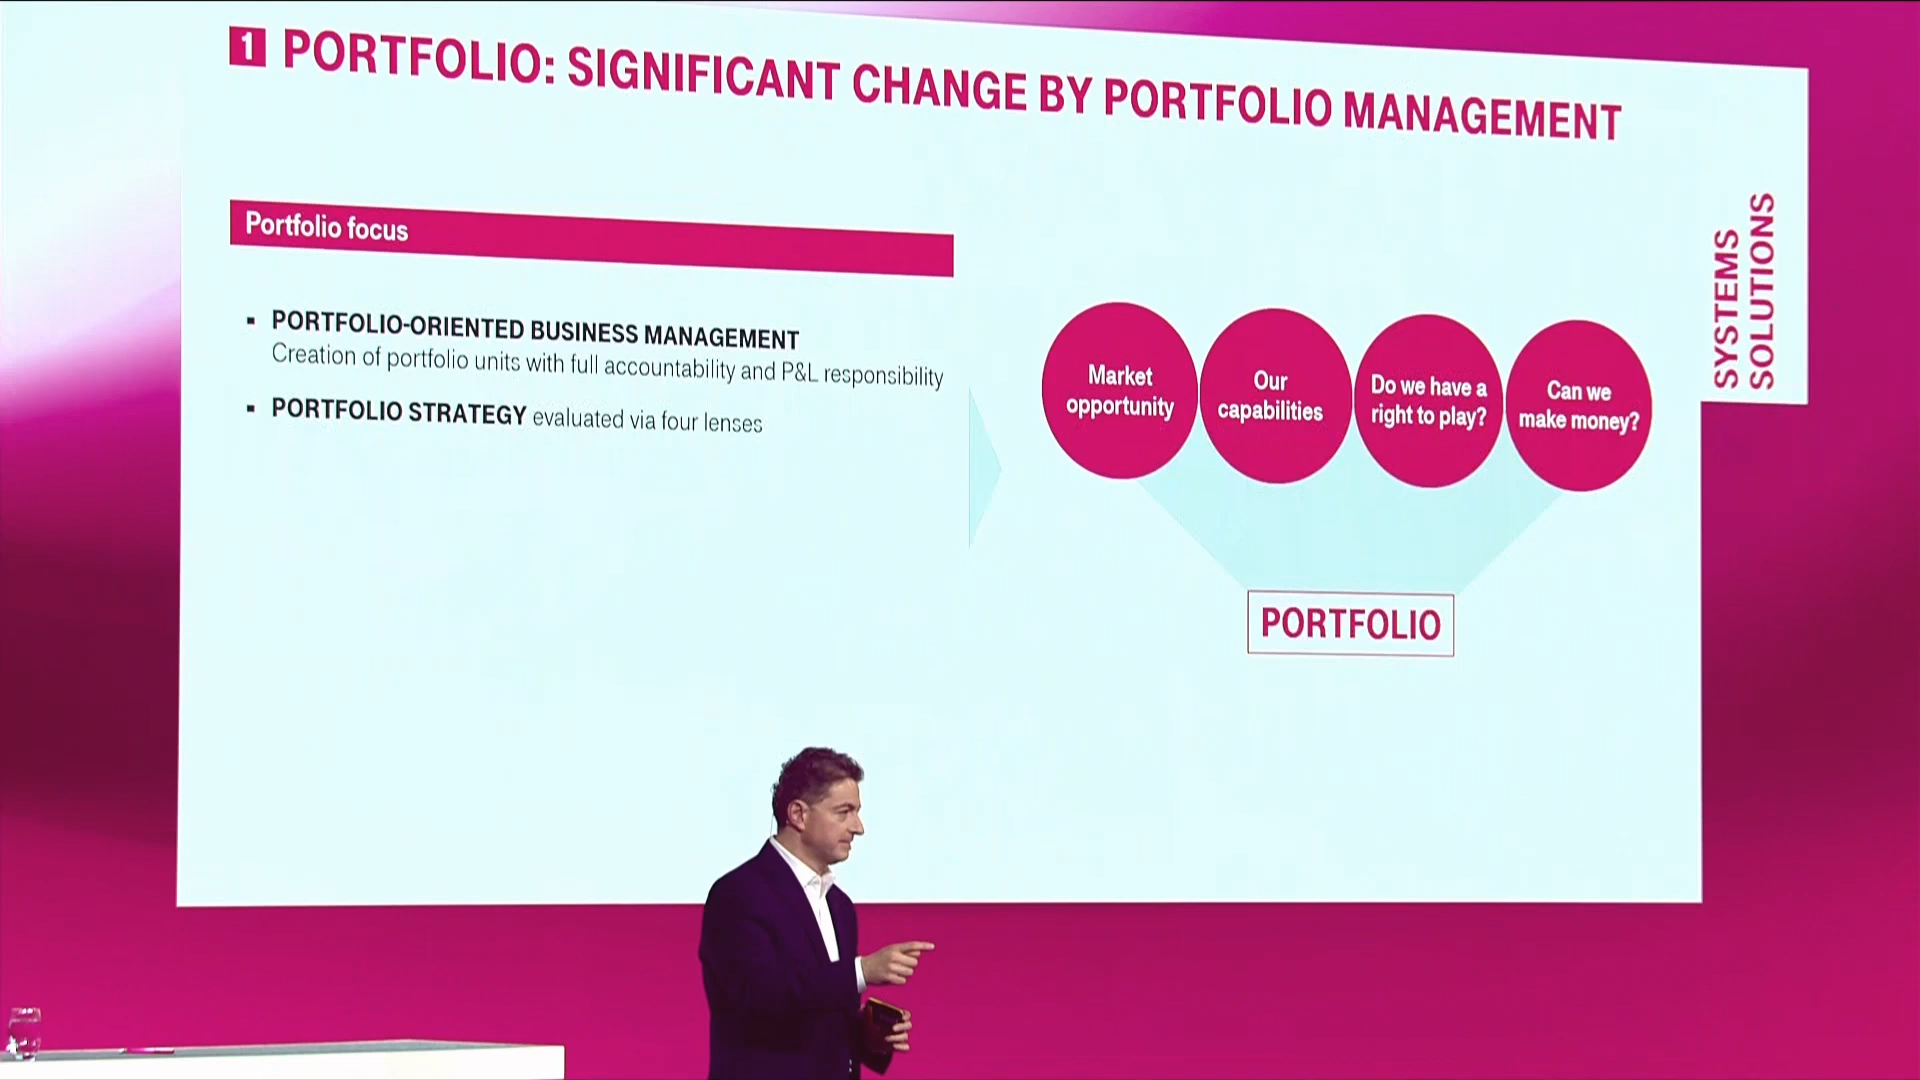 1 PORTFOLIO: SIGNIFICANT CHANGE BY PORTFOLIO MANAGEMENT
SYSTEMS
SOLUTIONS
Portfolio focus
▪ PORTFOLIO-ORIENTED BUSINESS MANAGEMENT
Creation of portfolio units with full accountability and P&L responsibility
▪ PORTFOLIO STRATEGY evaluated via four lenses
Market
opportunity
Our
capabilities
Do we have a
right to play?
Can we
make money?
PORTFOLIO